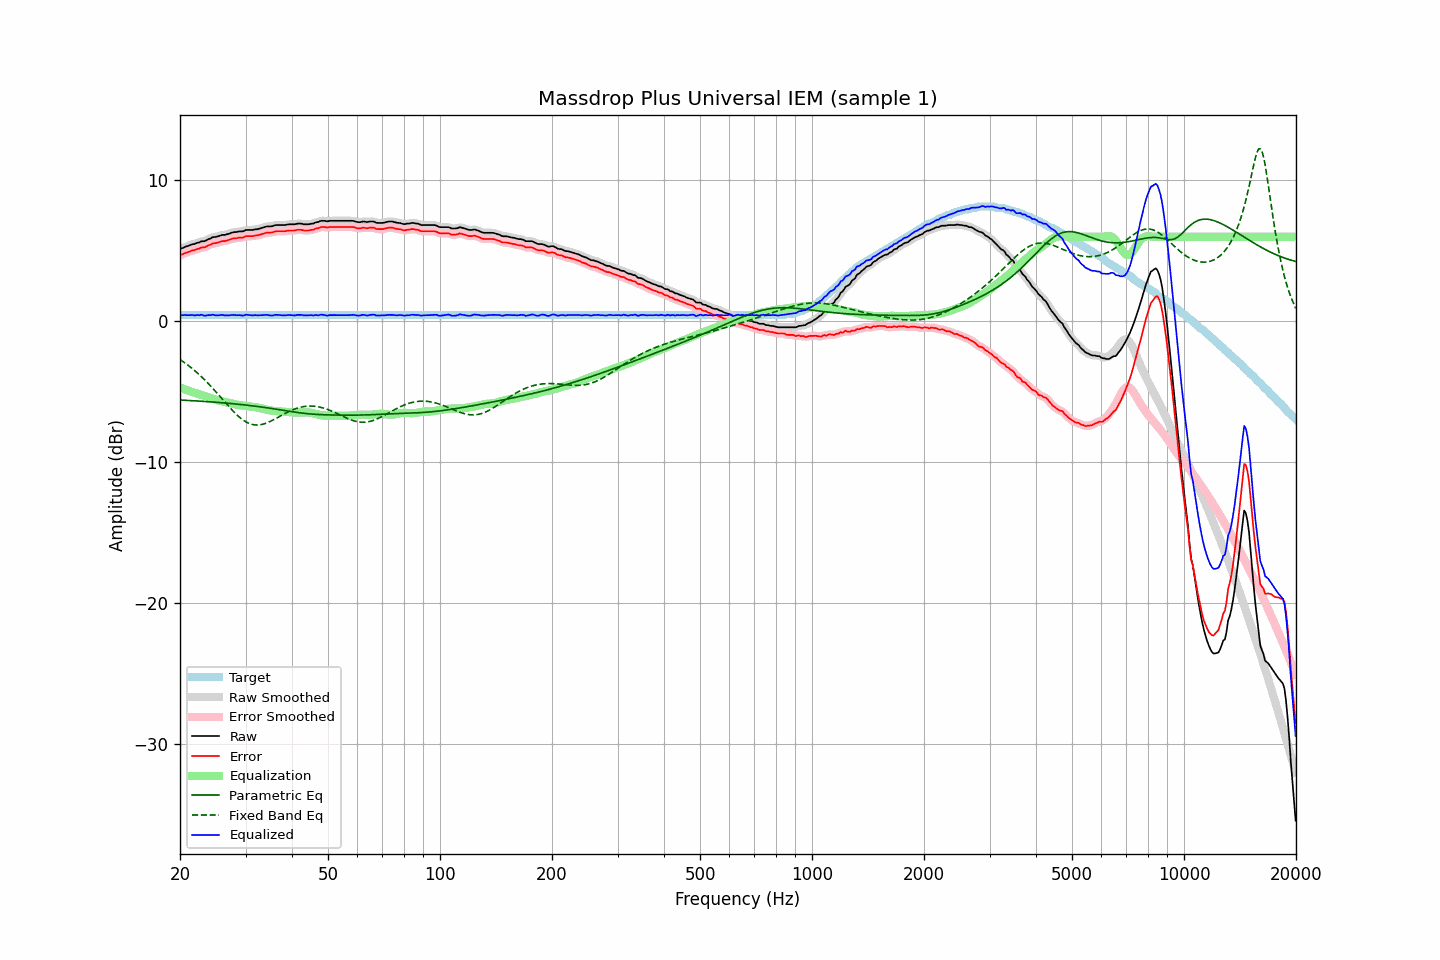 Massdrop Plus Universal IEM (sample 1)
10
0
−10
−20
−30
Amplitude (dBr)
Target
Raw Smoothed
Error Smoothed
Raw
Error
Equalization
Parametric Eq
Fixed Band Eq
Equalized
20 50 100 200 500 1000 2000 5000 10000 20000
Frequency (Hz)